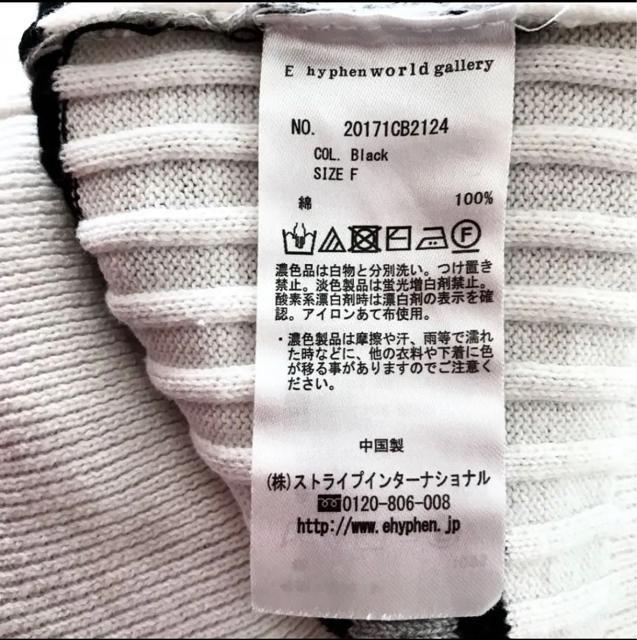 E hyphen world gallery
NO. 20171CB2124
COL. Black
SIZE F
綿 100%
F
濃色品は白物と分別洗い。つけ置き
禁止。淡色製品は蛍光増白剤禁止。
酸素系漂白剤時は漂白剤の表示を確
認。アイロンあて布使用。
・濃色製品は摩擦や汗、雨等で濡れ
た時などに、他の衣料や下着に色
が移る事がありますのでご注意く
ださい。
中国製
(株)ストライプインターナショナル
0120-806-008
http://www.ehyphen.jp